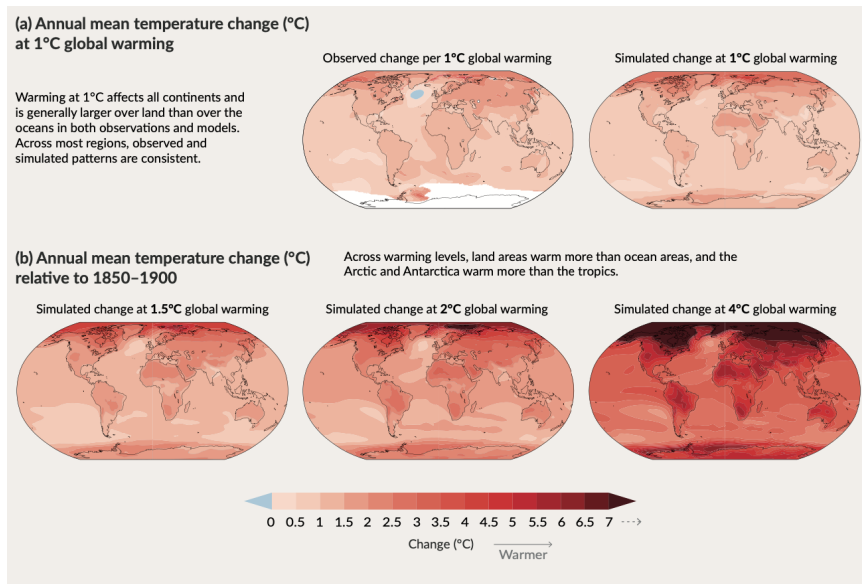 (a) Annual mean temperature change (°C)
at 1°C global warming
Observed change per 1°C global warming
Simulated change at 1°C global warming
Warming at 1°C affects all continents and
is generally larger over land than over the
oceans in both observations and models.
Across most regions, observed and
simulated patterns are consistent.
(b) Annual mean temperature change (°C)
relative to 1850–1900
Across warming levels, land areas warm more than ocean areas, and the
Arctic and Antarctica warm more than the tropics.
Simulated change at 1.5°C global warming
Simulated change at 2°C global warming
Simulated change at 4°C global warming
0 0.5 1 1.5 2 2.5 3 3.5 4 4.5 5 5.5 6 6.5 7
Change (°C)
Warmer